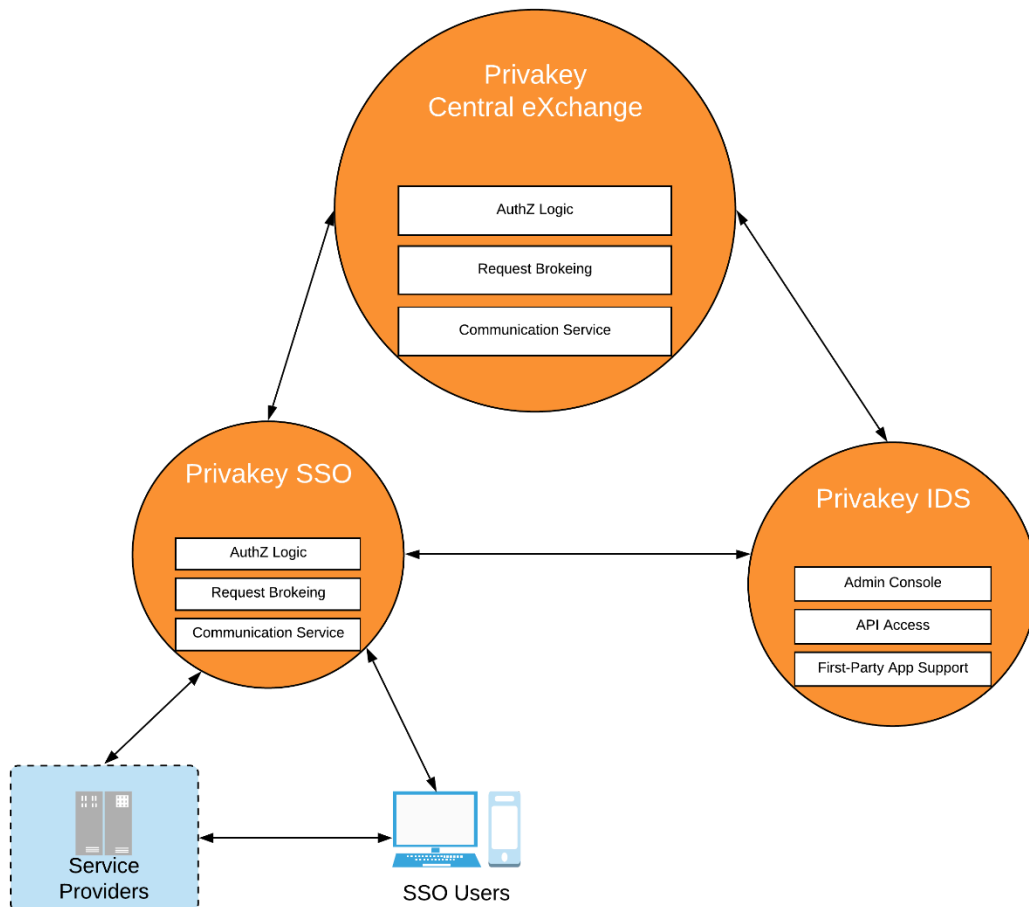 Privakey
Central eXchange
AuthZ Logic
Request Brokeing
Communication Service
Privakey SSO
AuthZ Logic
Request Brokeing
Communication Service
Privakey IDS
Admin Console
API Access
First-Party App Support
Service
Providers
SSO Users